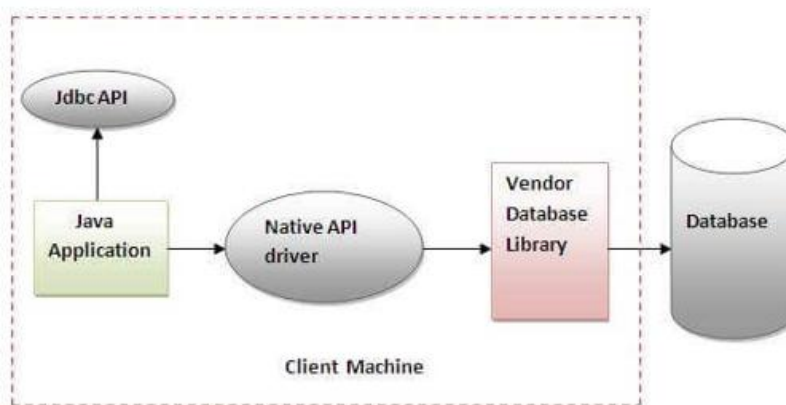 Jdbc API
Java
Application
Native API
driver
Vendor
Database
Library
Database
Client Machine